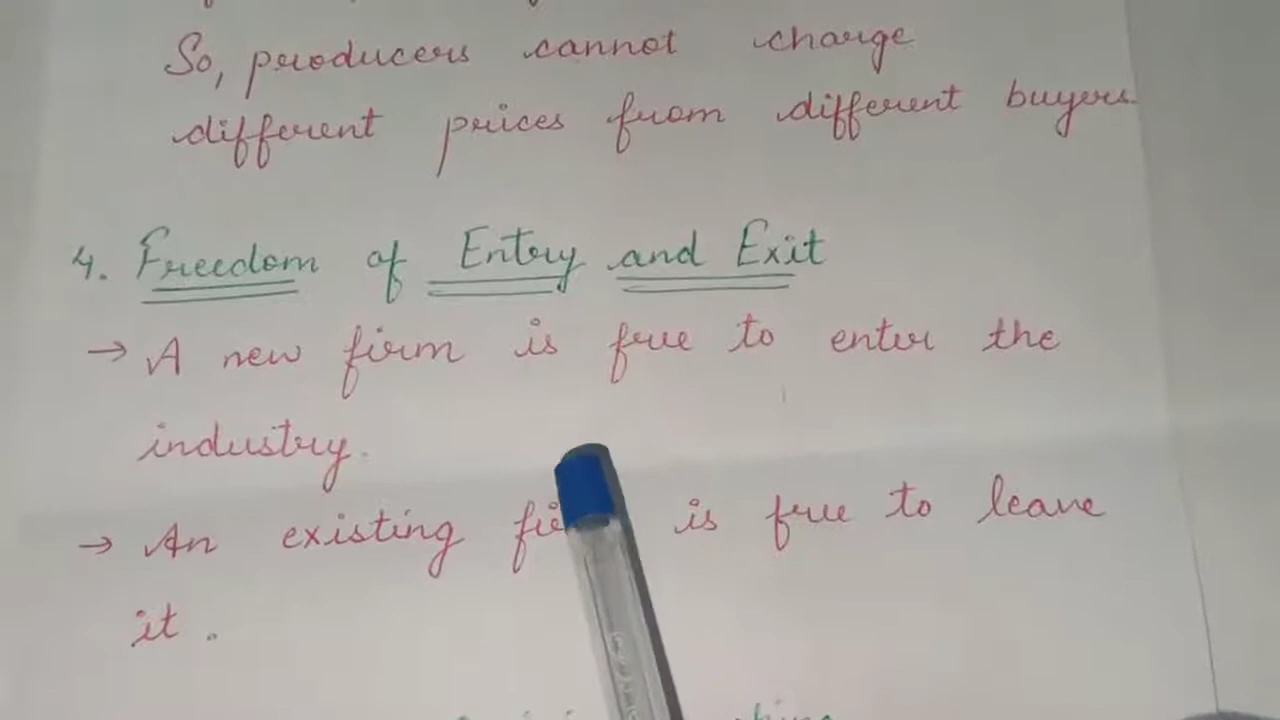 So, producers cannot charge
different prices from different buyers.
4. Freedom of Entry and Exit
→ A new firm is free to enter the
industry.
→ An existing is free to leave
it.